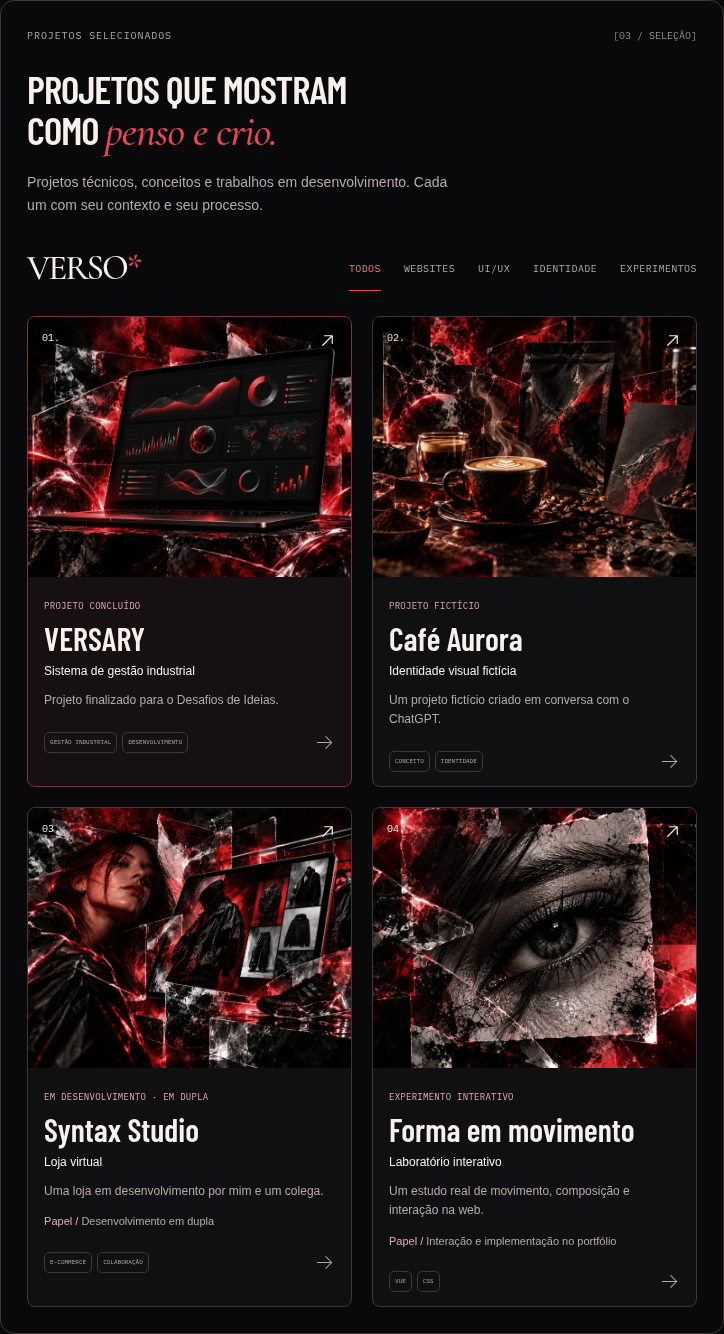 PROJETOS SELECIONADOS
[03 / SELEÇÃO]
PROJETOS QUE MOSTRAM
COMO penso e crio.
Projetos técnicos, conceitos e trabalhos em desenvolvimento. Cada
um com seu contexto e seu processo.
VERSO*
TODOS WEBSITES UI/UX IDENTIDADE EXPERIMENTOS
01.
PROJETO CONCLUÍDO
VERSARY
Sistema de gestão industrial
Projeto finalizado para o Desafios de Ideias.
GESTÃO INDUSTRIAL DESENVOLVIMENTO
02.
PROJETO FICTÍCIO
Café Aurora
Identidade visual fictícia
Um projeto fictício criado em conversa com o
ChatGPT.
CONCEITO IDENTIDADE
03.
EM DESENVOLVIMENTO · EM DUPLA
Syntax Studio
Loja virtual
Uma loja em desenvolvimento por mim e um colega.
Papel / Desenvolvimento em dupla
E-COMMERCE COLABORAÇÃO
04.
EXPERIMENTO INTERATIVO
Forma em movimento
Laboratório interativo
Um estudo real de movimento, composição e
interação na web.
Papel / Interação e implementação no portfólio
VUE CSS